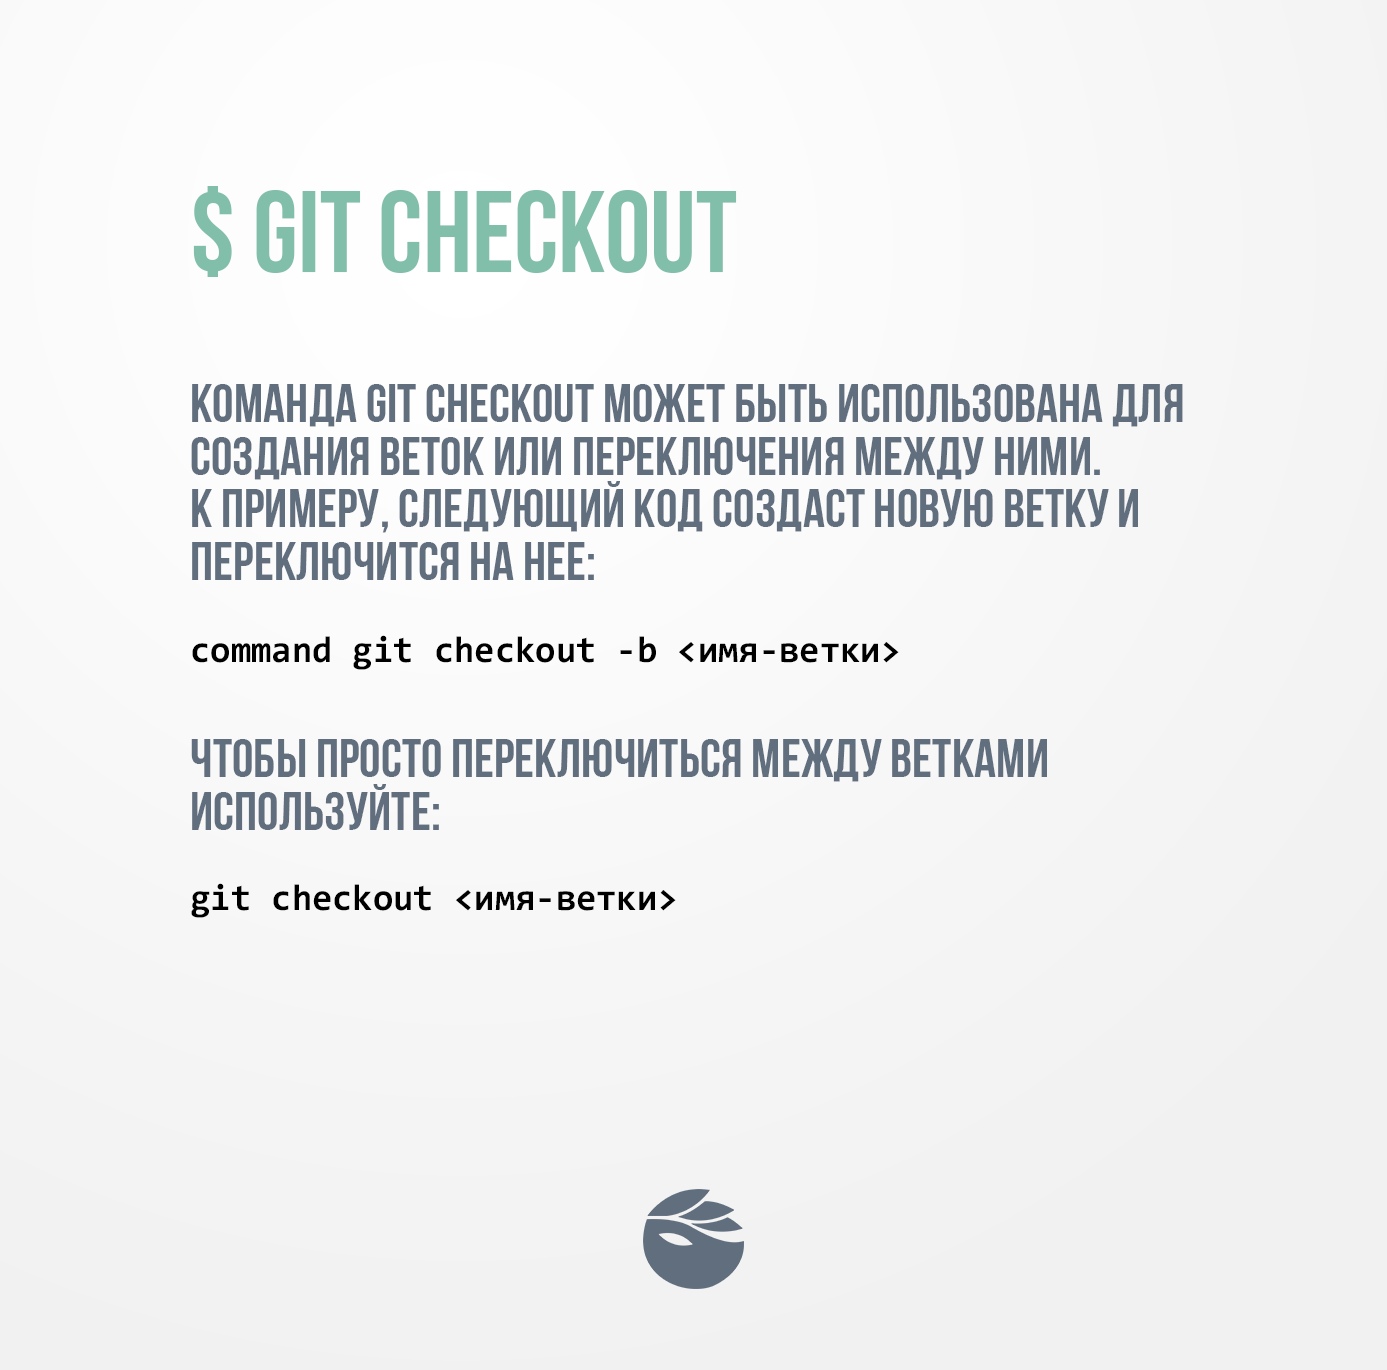 $ GIT CHECKOUT
КОМАНДА GIT CHECKOUT МОЖЕТ БЫТЬ ИСПОЛЬЗОВАНА ДЛЯ
СОЗДАНИЯ ВЕТОК ИЛИ ПЕРЕКЛЮЧЕНИЯ МЕЖДУ НИМИ.
К ПРИМЕРУ, СЛЕДУЮЩИЙ КОД СОЗДАСТ НОВУЮ ВЕТКУ И
ПЕРЕКЛЮЧИТСЯ НА НЕЕ:
command git checkout -b <имя-ветки>
ЧТОБЫ ПРОСТО ПЕРЕКЛЮЧИТЬСЯ МЕЖДУ ВЕТКАМИ
ИСПОЛЬЗУЙТЕ:
git checkout <имя-ветки>